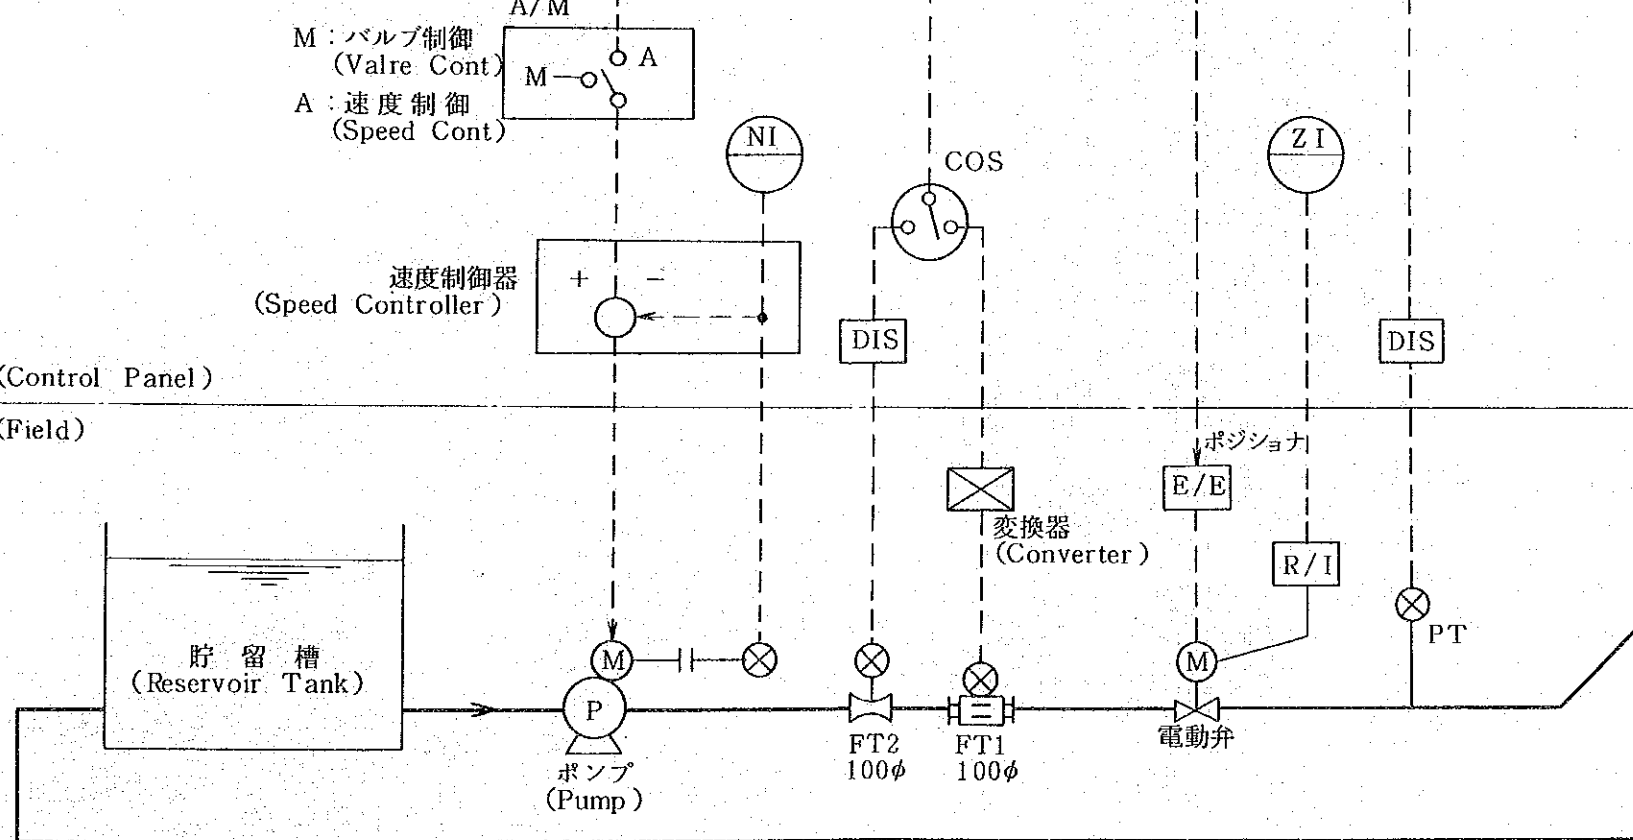 A/M
M：バルブ制御
(Valre Cont)
A：速度制御
(Speed Cont)
M
A
NI
COS
ZI
速度制御器
(Speed Controller)
+
−
DIS
DIS
(Control Panel)
(Field)
ポジショナ
E/E
変換器
(Converter)
R/I
貯留槽
(Reservoir Tank)
M
P
M
PT
FT2
100φ
FT1
100φ
電動弁
ポンプ
(Pump)